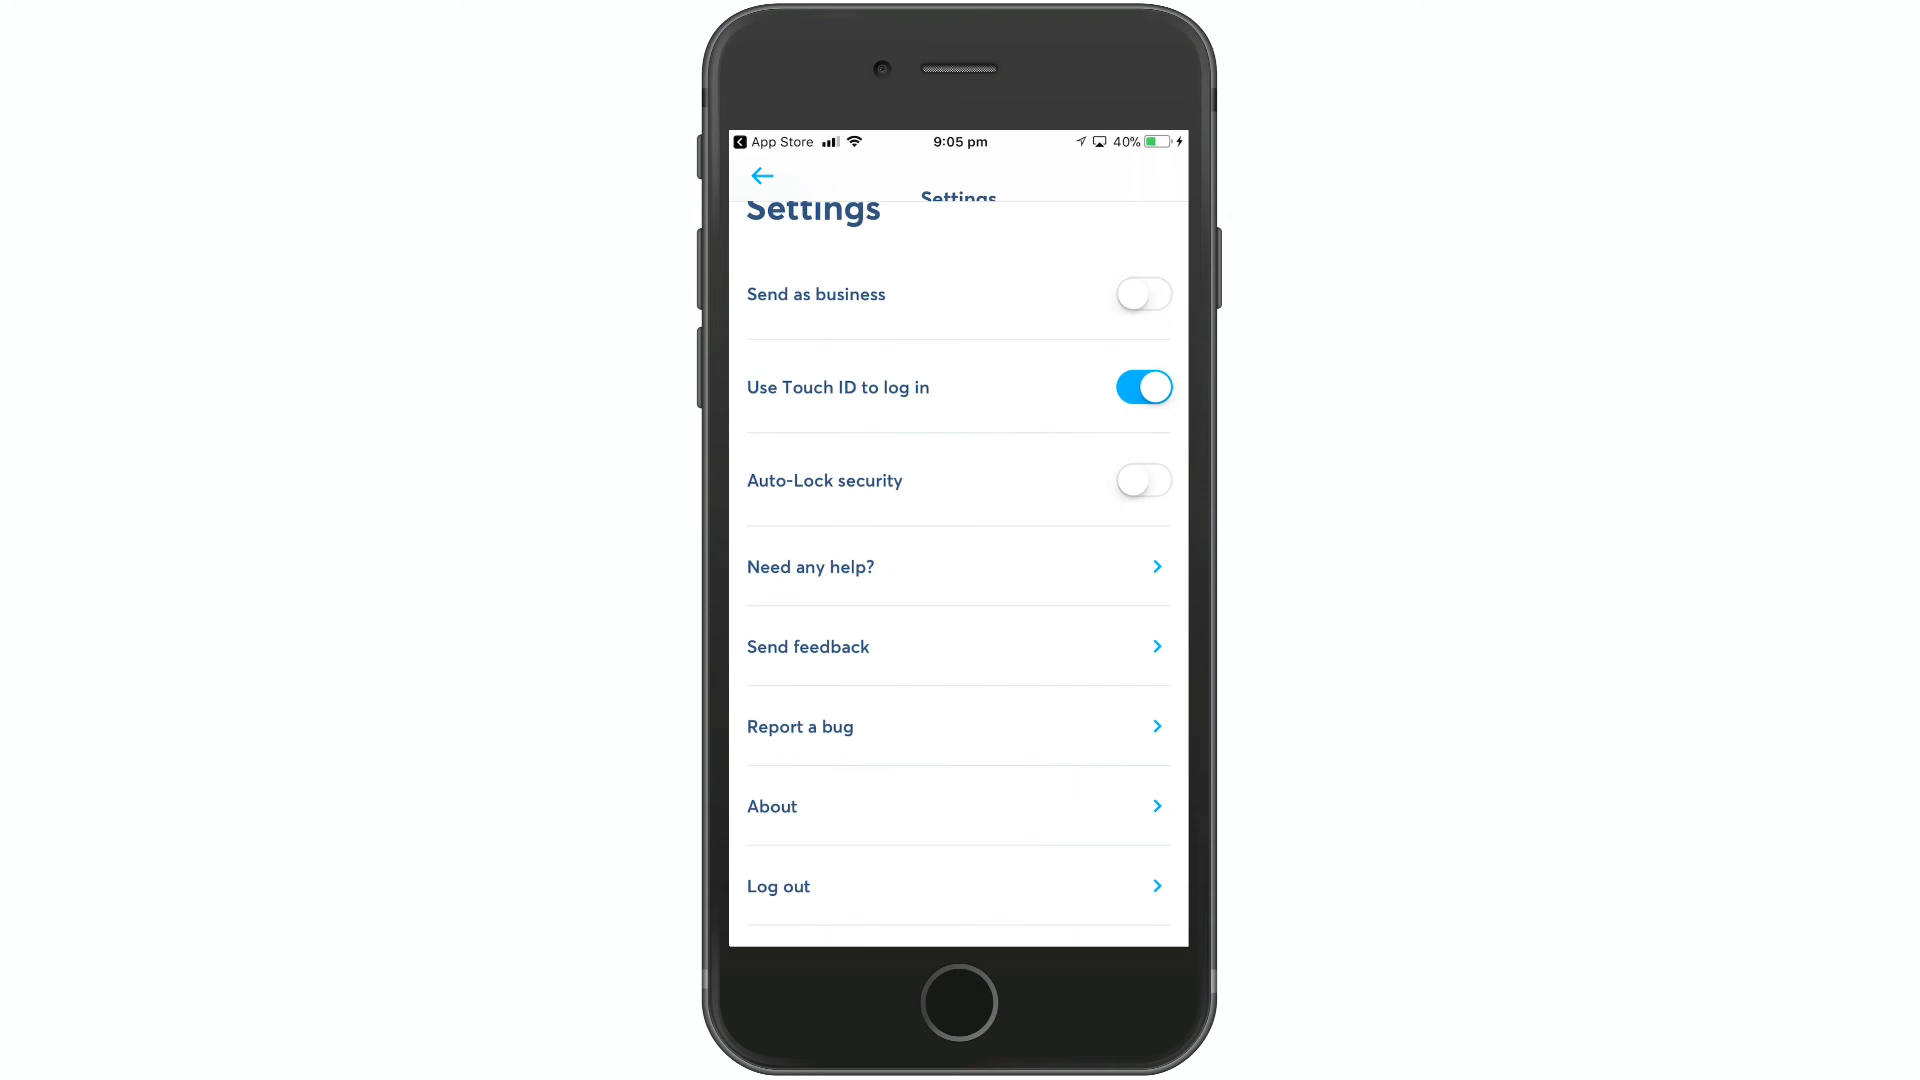 App Store 9:05 pm 40%
Settings
Settings
Send as business
Use Touch ID to log in
Auto-Lock security
Need any help?
Send feedback
Report a bug
About
Log out